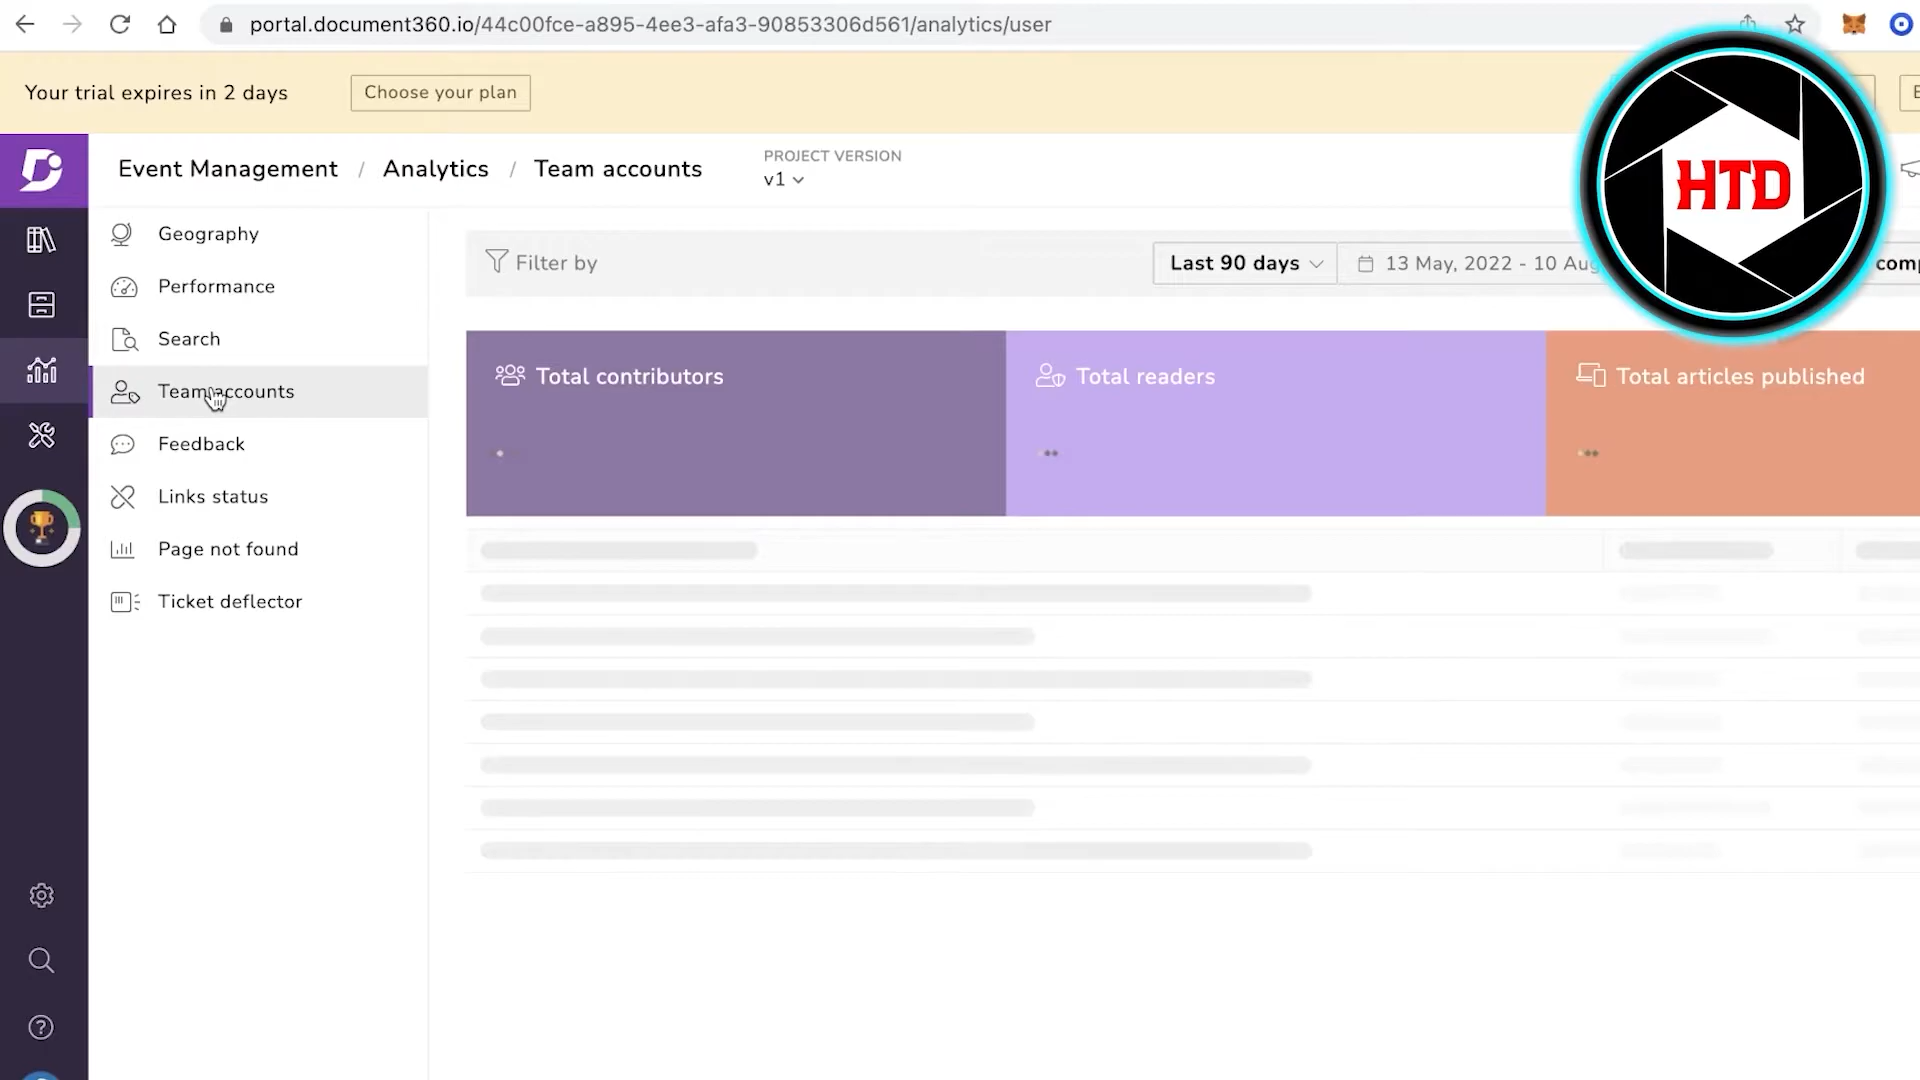 portal.document360.io/44c00fce-a895-4ee3-afa3-90853306d561/analytics/user
Your trial expires in 2 days
Choose your plan
Event Management / Analytics / Team accounts
PROJECT VERSION
v1
HTD
Geography
Performance
Search
Team accounts
Feedback
Links status
Page not found
Ticket deflector
Filter by
Last 90 days
13 May, 2022 - 10 Aug
Total contributors
Total readers
Total articles published